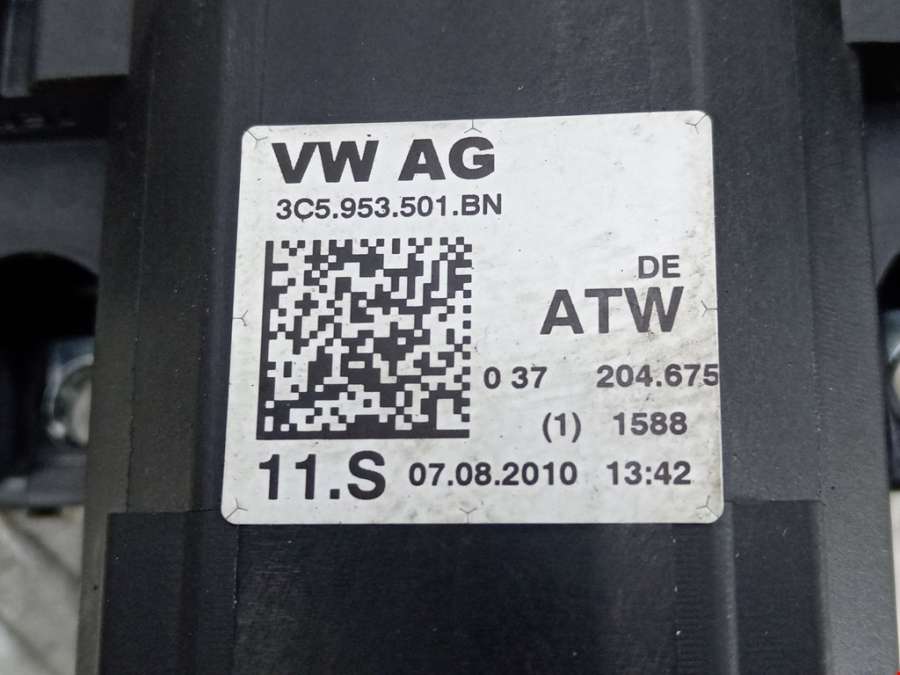 VW AG
3C5.953.501.BN
DE
ATW
0 37 204.675
(1) 1588
11.S 07.08.2010 13:42